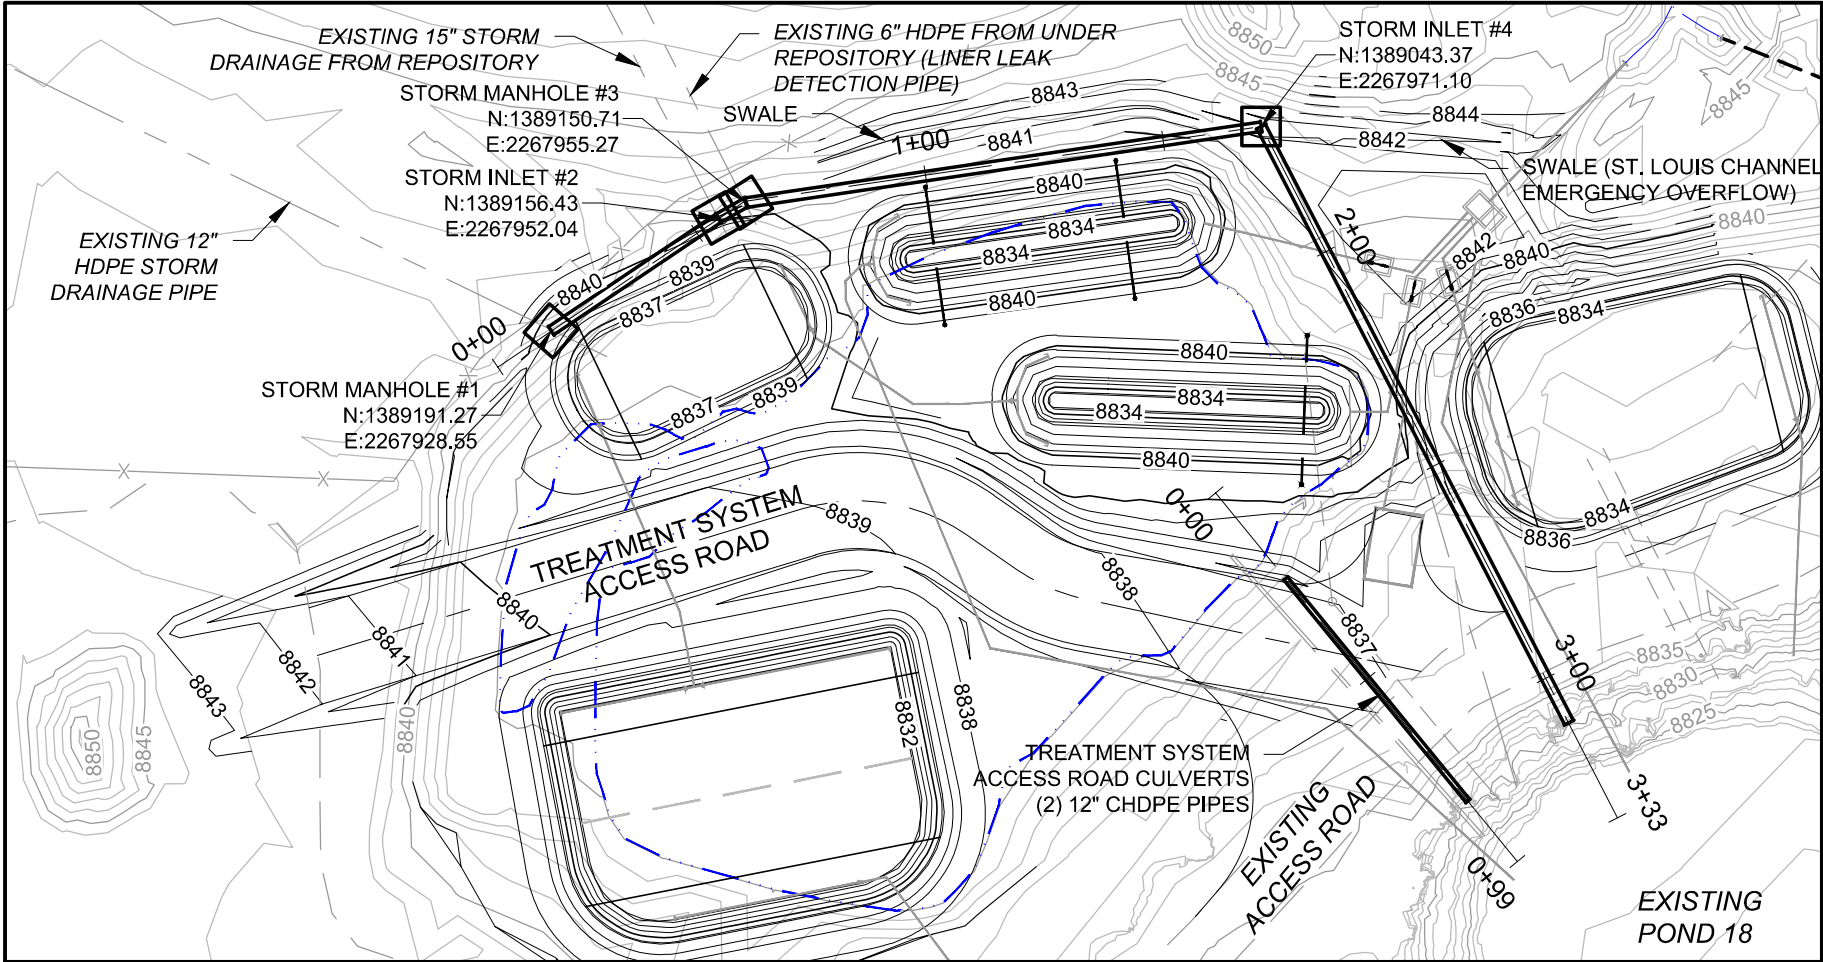 EXISTING 15" STORM
DRAINAGE FROM REPOSITORY
EXISTING 6" HDPE FROM UNDER
REPOSITORY (LINER LEAK
DETECTION PIPE)
STORM INLET #4
N:1389043.37
E:2267971.10
STORM MANHOLE #3
N:1389150.71
E:2267955.27
SWALE
STORM INLET #2
N:1389156.43
E:2267952.04
SWALE (ST. LOUIS CHANNEL
EMERGENCY OVERFLOW)
EXISTING 12"
HDPE STORM
DRAINAGE PIPE
STORM MANHOLE #1
N:1389191.27
E:2267928.55
8850
8845
8843
8841
8844
8842
8845
8840
1+00
2+00
8840
8834
8834
8840
8842
8840
8840
8839
8837
0+00
8837
8839
8840
8834
8834
8840
8836
8834
8834
8836
0+00
TREATMENT SYSTEM
ACCESS ROAD
8839
8838
8840
8841
8842
8843
8837
3+00
8835
8830
8825
3+33
8838
8832
8840
8850
8845
TREATMENT SYSTEM
ACCESS ROAD CULVERTS
(2) 12" CHDPE PIPES
EXISTING
ACCESS ROAD
0+99
EXISTING
POND 18
X
X